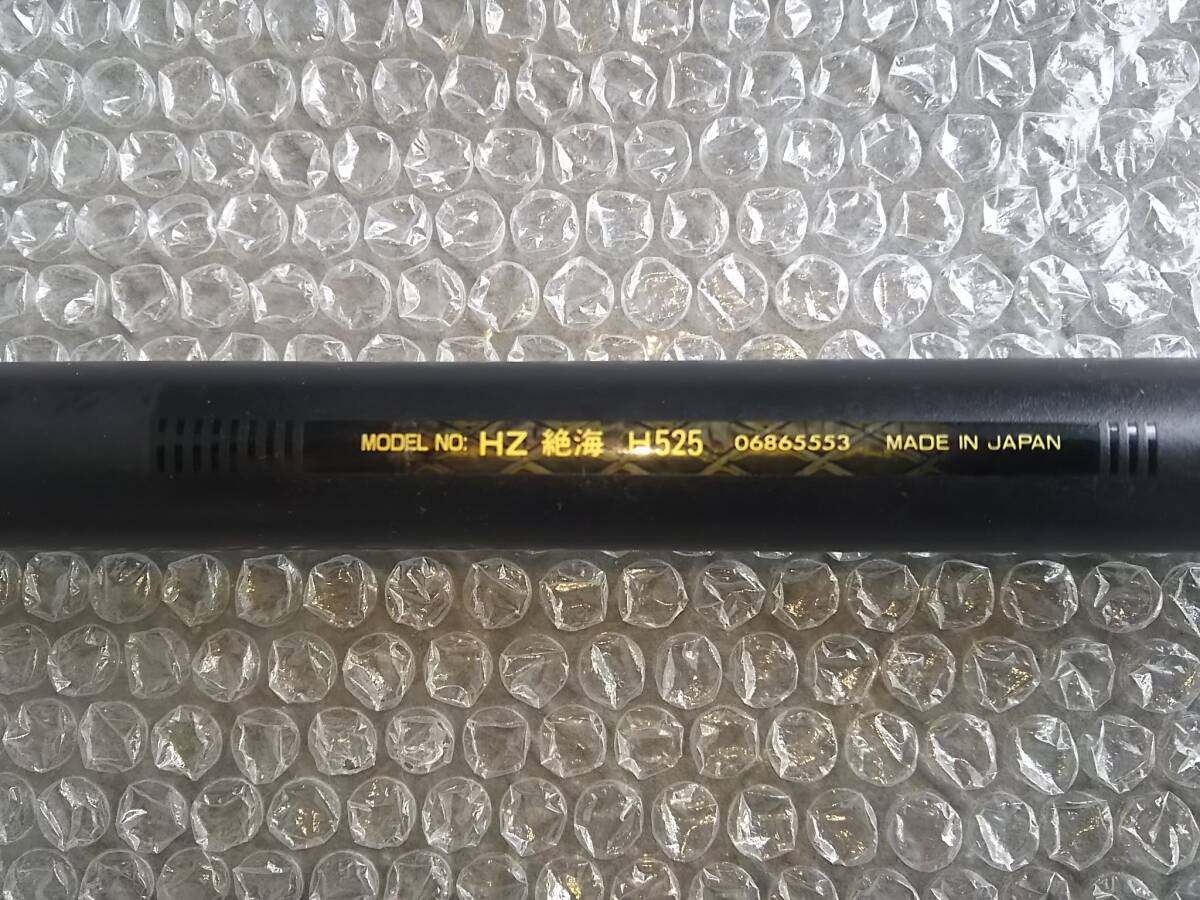 MODEL NO: HZ 絶海 H525 06865553 MADE IN JAPAN